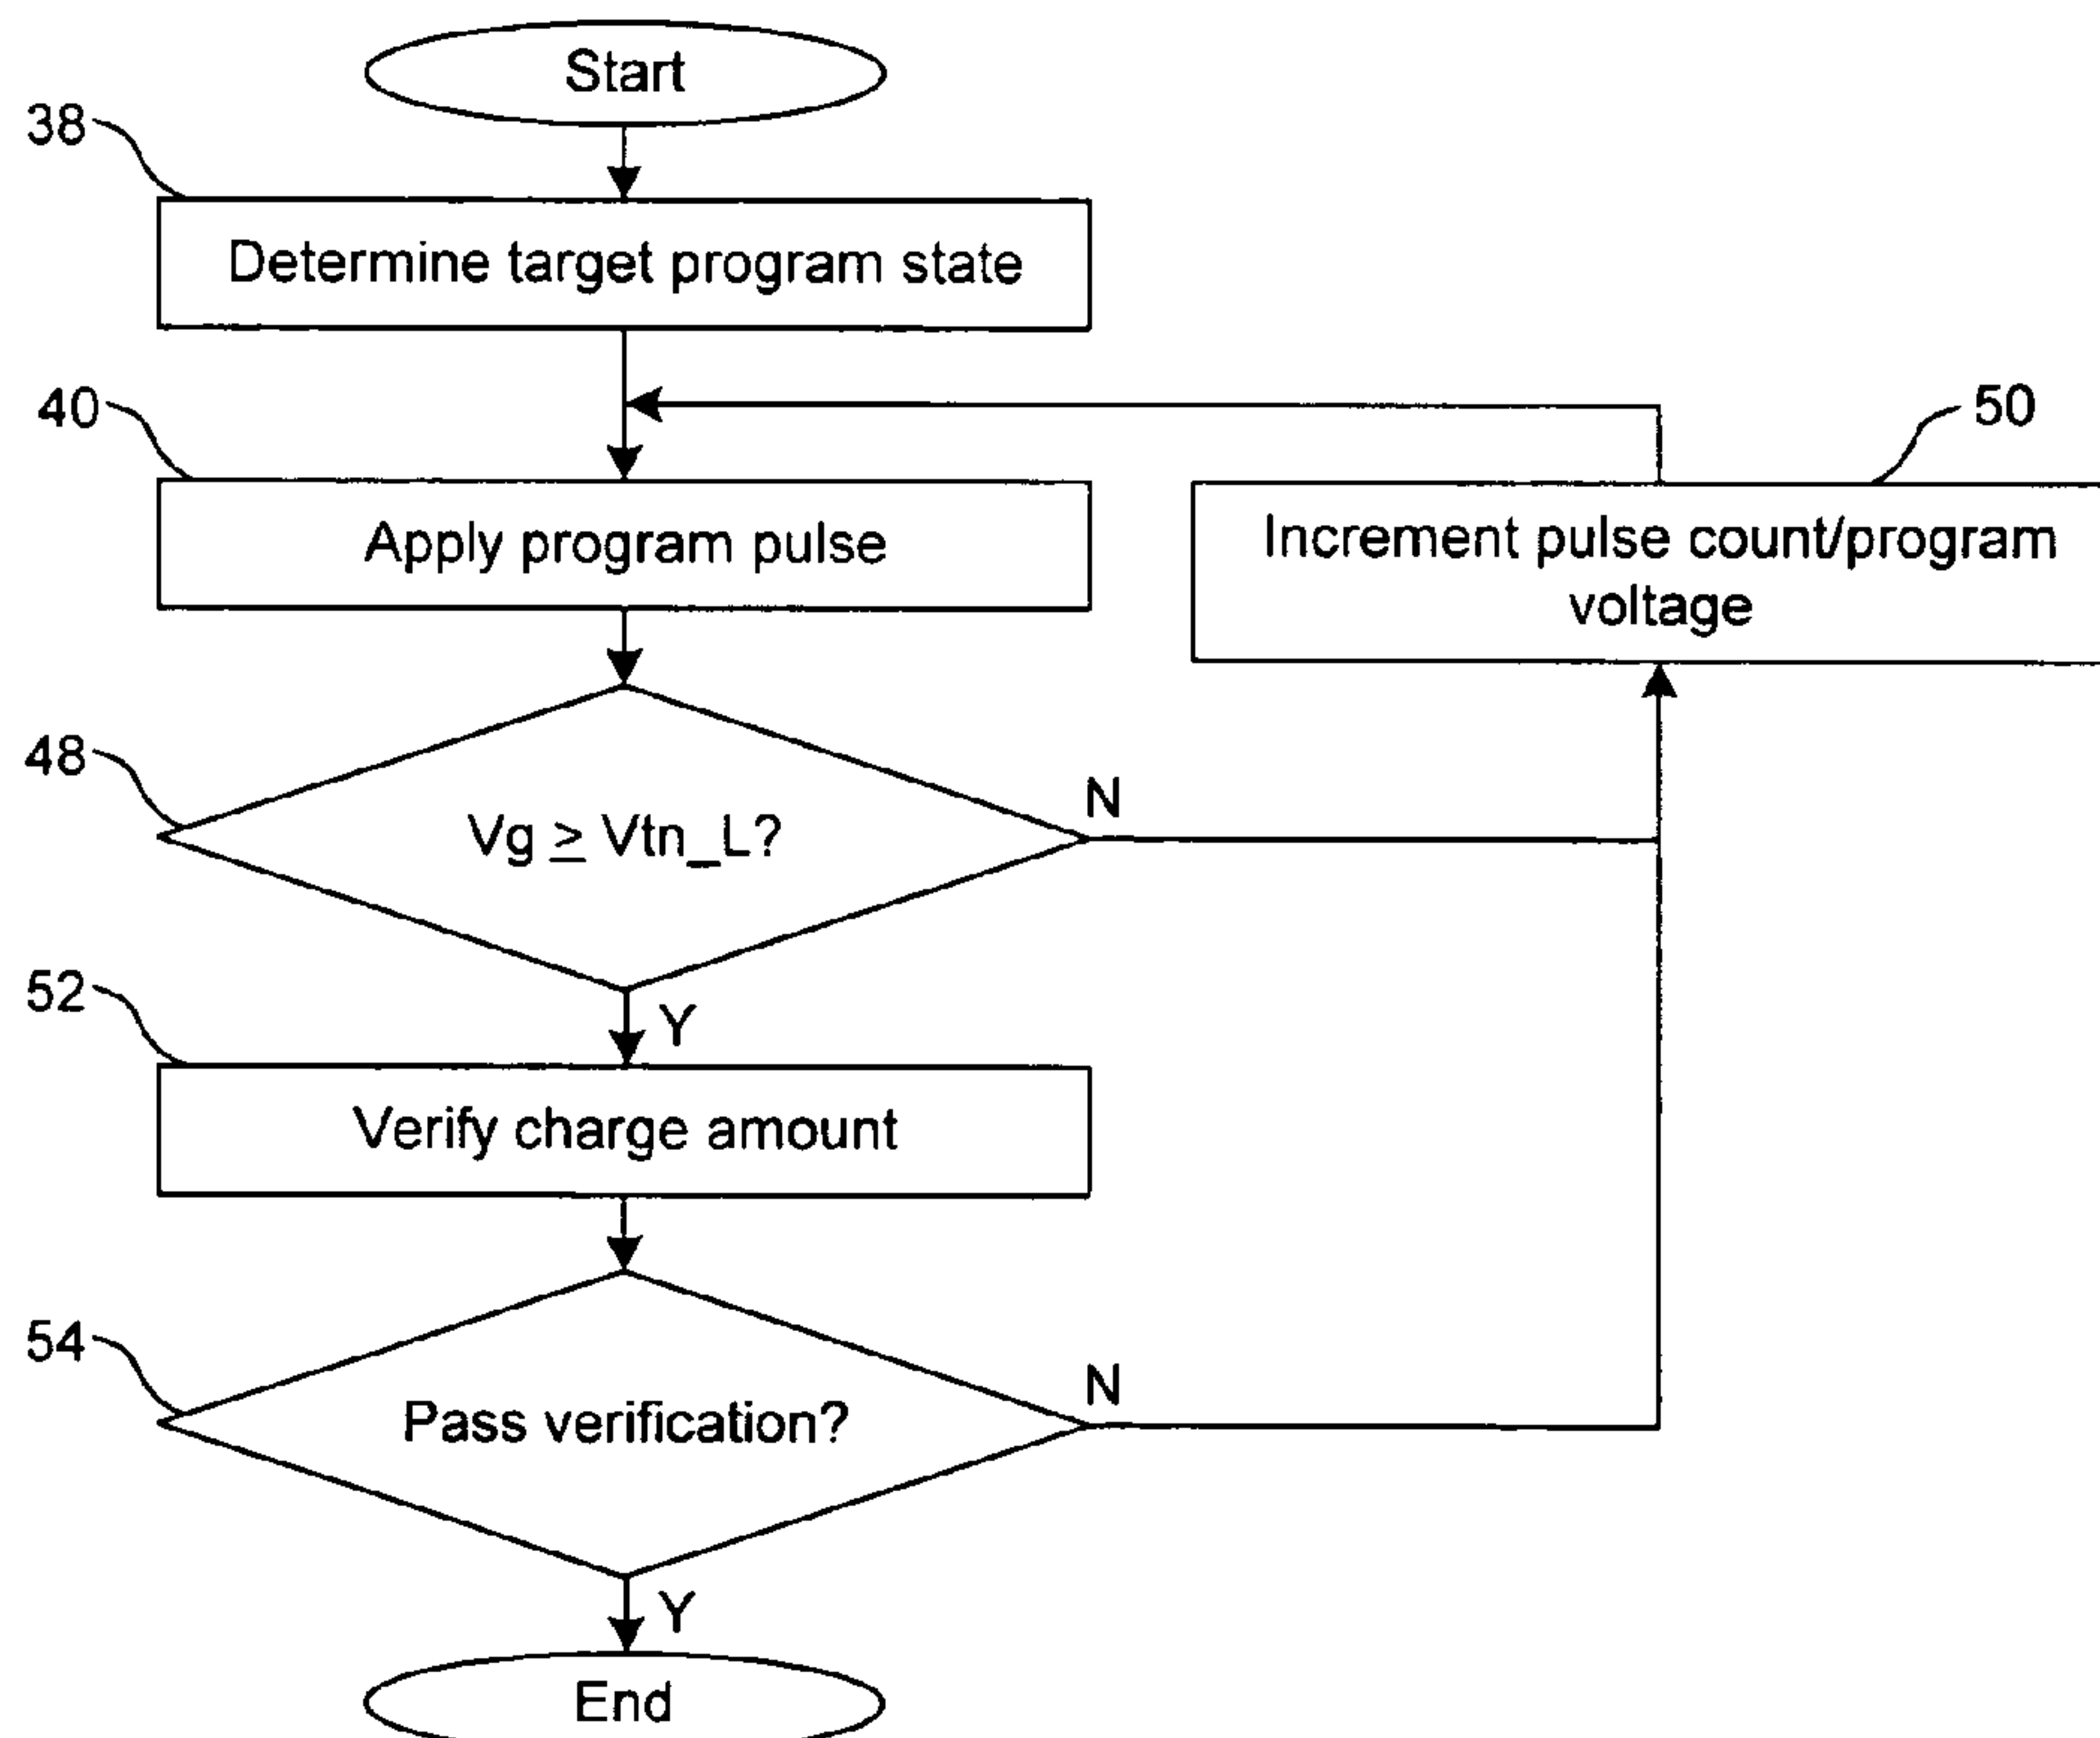 Start
38
Determine target program state
40
50
Apply program pulse
Increment pulse count/program
voltage
48
Vg ≥ Vtn_L?
N
Y
52
Verify charge amount
54
Pass verification?
N
Y
End